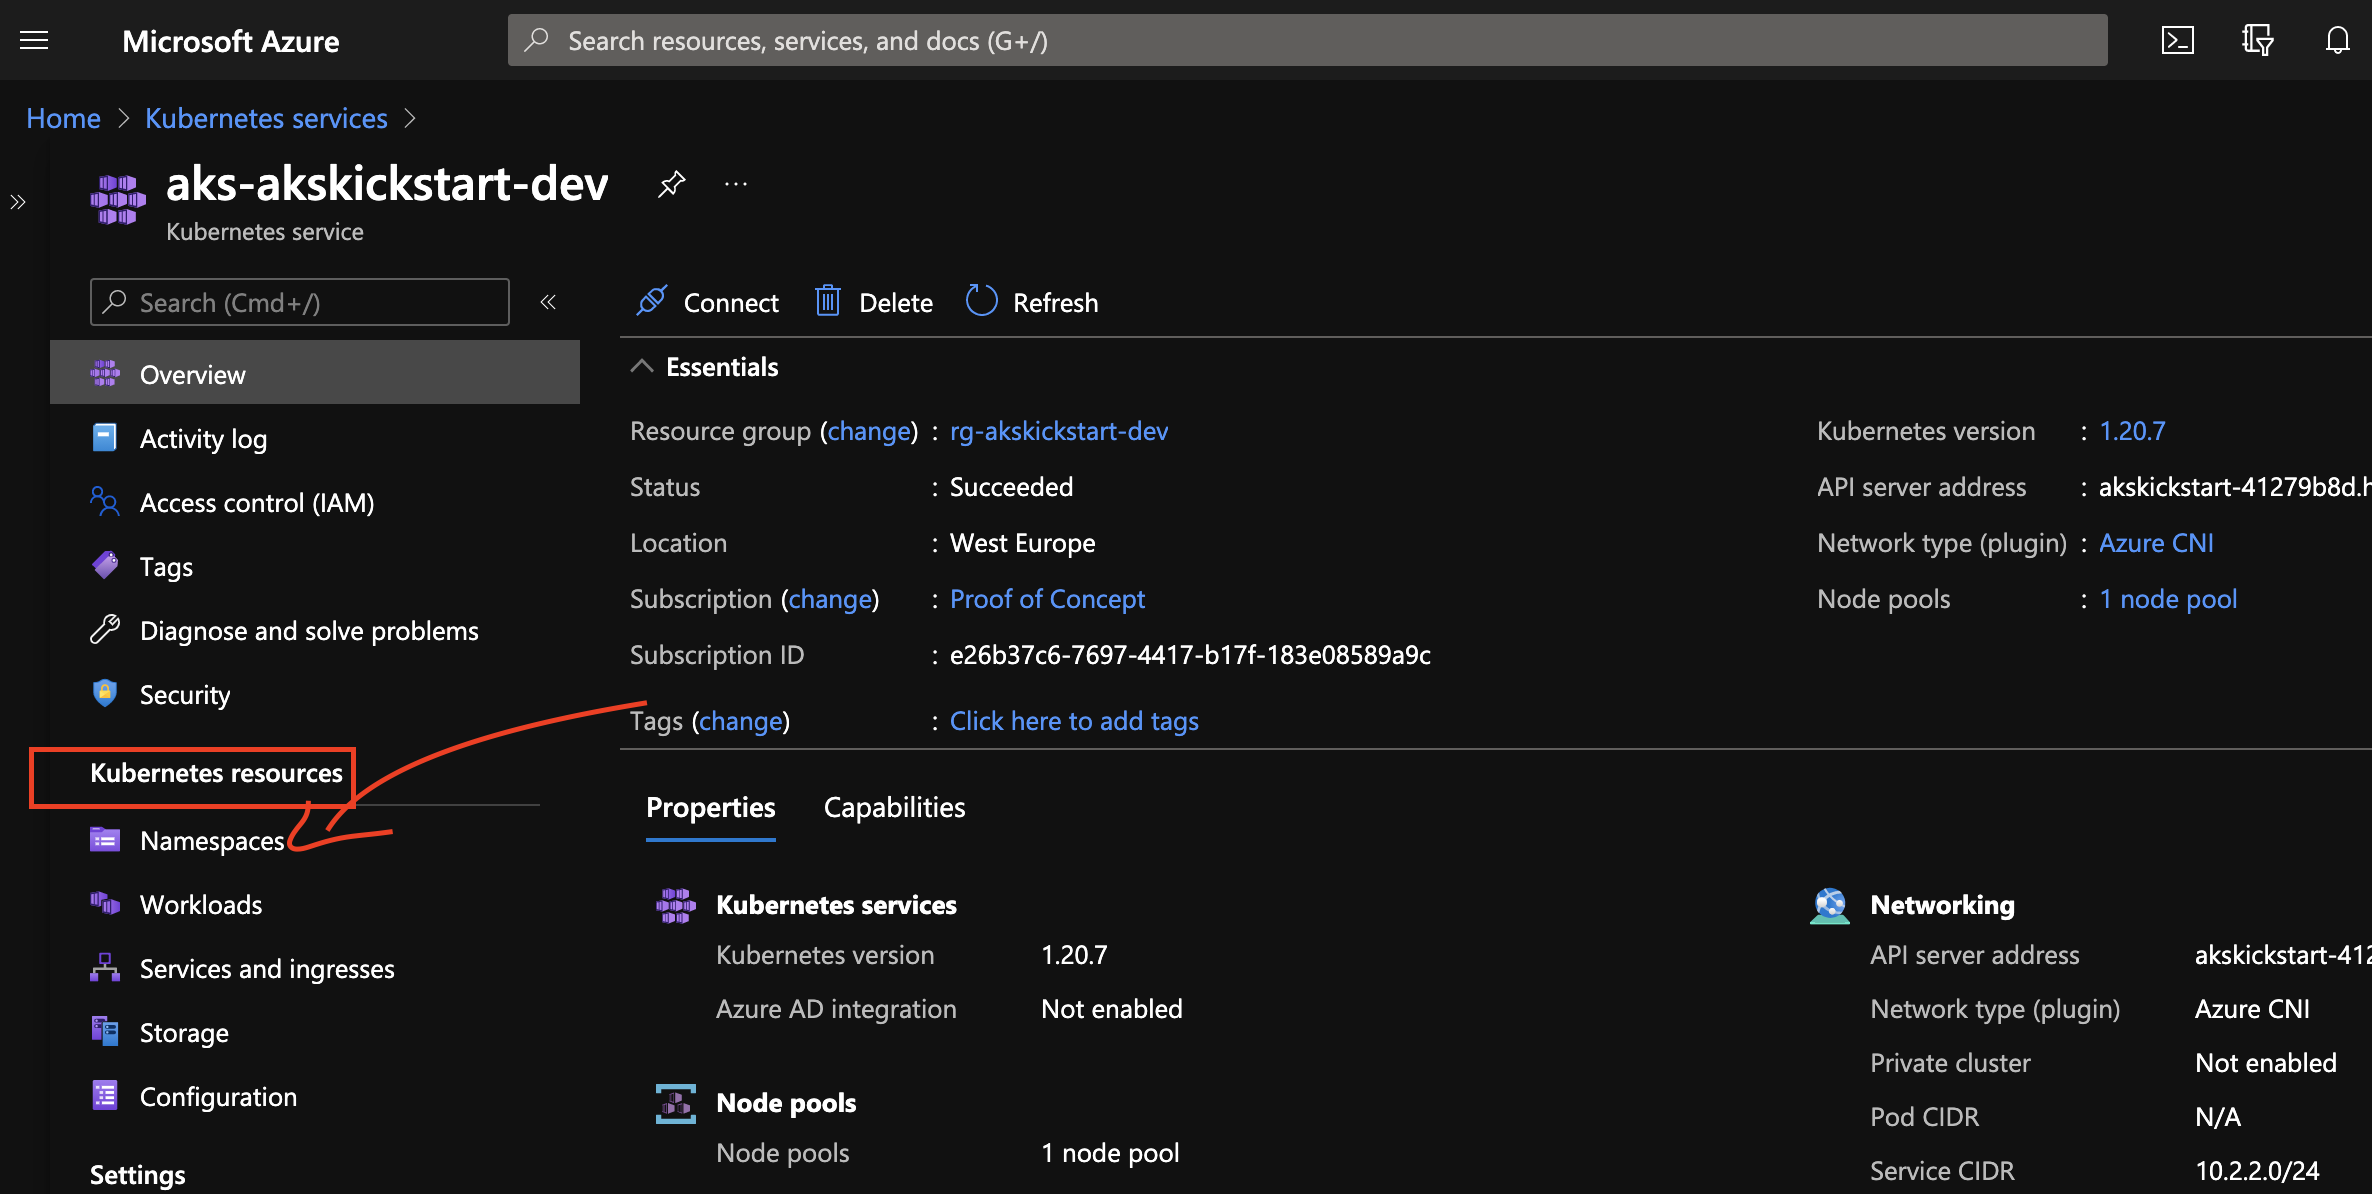 Microsoft Azure
Search resources, services, and docs (G+/)
Home > Kubernetes services >
aks-akskickstart-dev
Kubernetes service
Search (Cmd+/)
Overview
Activity log
Access control (IAM)
Tags
Diagnose and solve problems
Security
Kubernetes resources
Namespaces
Workloads
Services and ingresses
Storage
Configuration
Settings
Connect Delete Refresh
Essentials
Resource group (change) : rg-akskickstart-dev
Status : Succeeded
Location : West Europe
Subscription (change) : Proof of Concept
Subscription ID : e26b37c6-7697-4417-b17f-183e08589a9c
Tags (change) : Click here to add tags
Kubernetes version : 1.20.7
API server address : akskickstart-41279b8d.h
Network type (plugin) : Azure CNI
Node pools : 1 node pool
Properties Capabilities
Kubernetes services
Kubernetes version 1.20.7
Azure AD integration Not enabled
Node pools
Node pools 1 node pool
Networking
API server address akskickstart-412
Network type (plugin) Azure CNI
Private cluster Not enabled
Pod CIDR N/A
Service CIDR 10.2.2.0/24